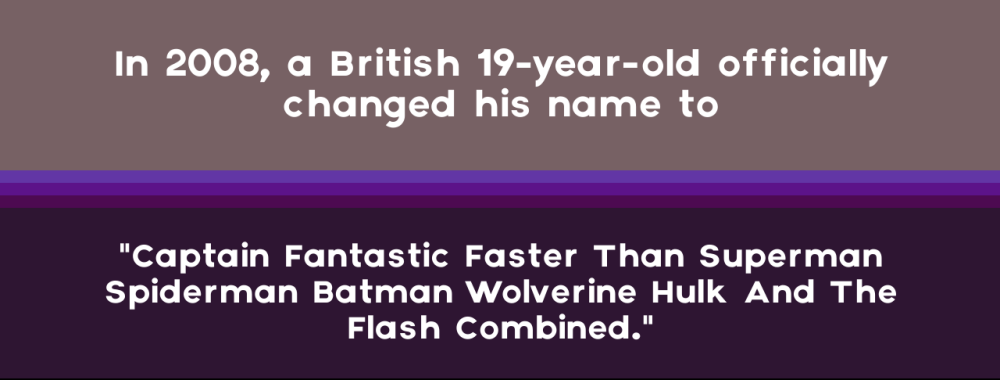 In 2008, a British 19-year-old officially
changed his name to
"Captain Fantastic Faster Than Superman
Spiderman Batman Wolverine Hulk And The
Flash Combined."